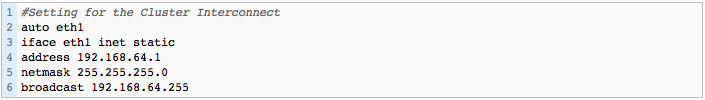 1 #Setting for the Cluster Interconnect
2 auto eth1
3 iface eth1 inet static
4 address 192.168.64.1
5 netmask 255.255.255.0
6 broadcast 192.168.64.255